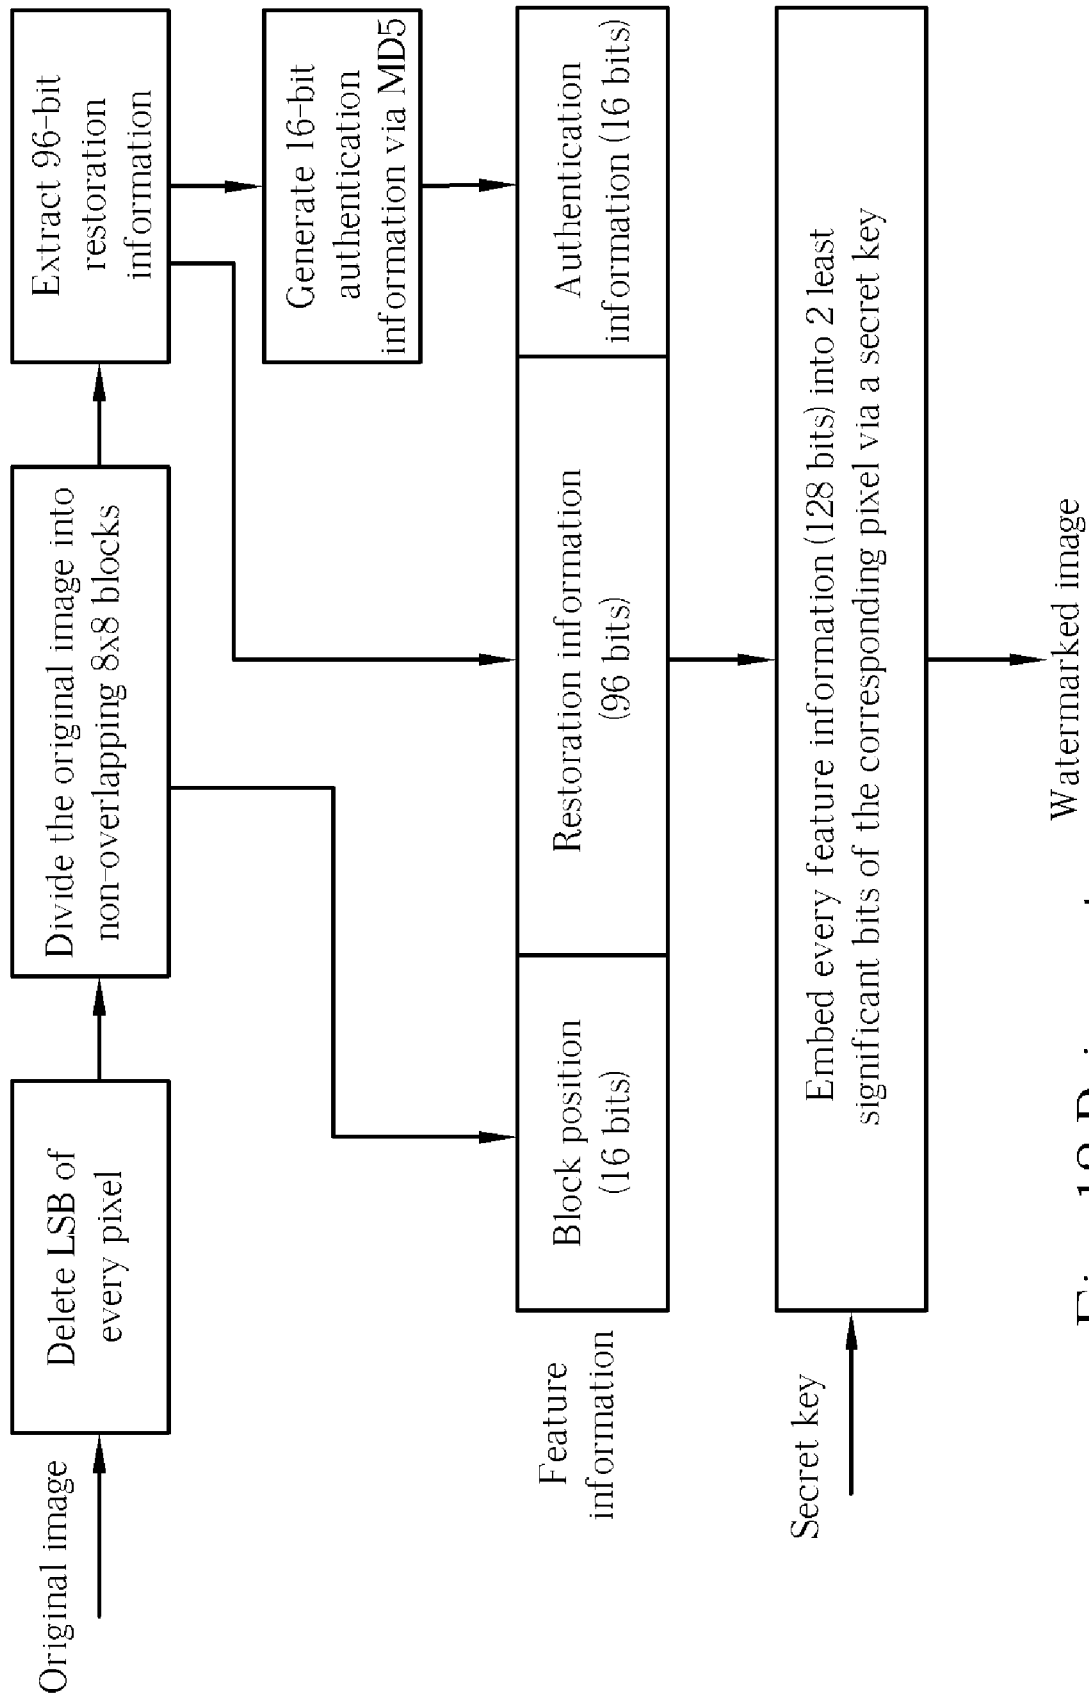 Original image
Delete LSB of
every pixel
Divide the original image into
non-overlapping 8x8 blocks
Extract 96-bit
restoration
information
Generate 16-bit
authentication
information via MD5
Feature
information
Block position
(16 bits)
Restoration information
(96 bits)
Authentication
information (16 bits)
Secret key
Embed every feature information (128 bits) into 2 least
significant bits of the corresponding pixel via a secret key
Watermarked image